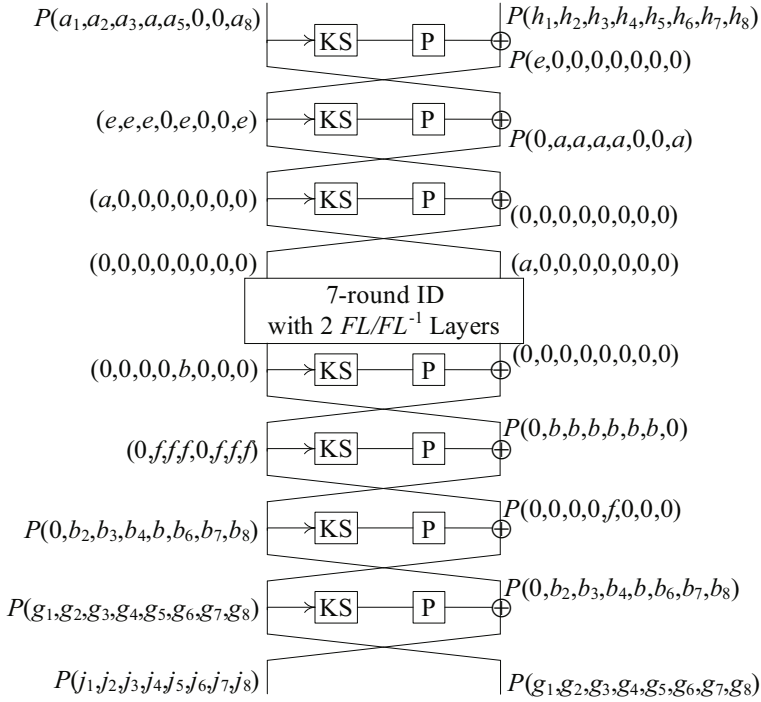 P(a₁,a₂,a₃,a,a₅,0,0,a₈) KS P P(h₁,h₂,h₃,h₄,h₅,h₆,h₇,h₈)
P(e,0,0,0,0,0,0,0)
(e,e,e,0,e,0,0,e) KS P
P(0,a,a,a,a,0,0,a)
(a,0,0,0,0,0,0,0) KS P
(0,0,0,0,0,0,0,0)
(0,0,0,0,0,0,0,0) (a,0,0,0,0,0,0,0)
7-round ID
with 2 FL/FL⁻¹ Layers
(0,0,0,0,0,0,0,0)
(0,0,0,0,b,0,0,0) KS P
P(0,b,b,b,b,b,b,0)
(0,f,f,f,0,f,f,f) KS P
P(0,0,0,0,f,0,0,0)
P(0,b₂,b₃,b₄,b,b₆,b₇,b₈) KS P
P(0,b₂,b₃,b₄,b,b₆,b₇,b₈)
P(g₁,g₂,g₃,g₄,g₅,g₆,g₇,g₈) KS P
P(j₁,j₂,j₃,j₄,j₅,j₆,j₇,j₈) P(g₁,g₂,g₃,g₄,g₅,g₆,g₇,g₈)